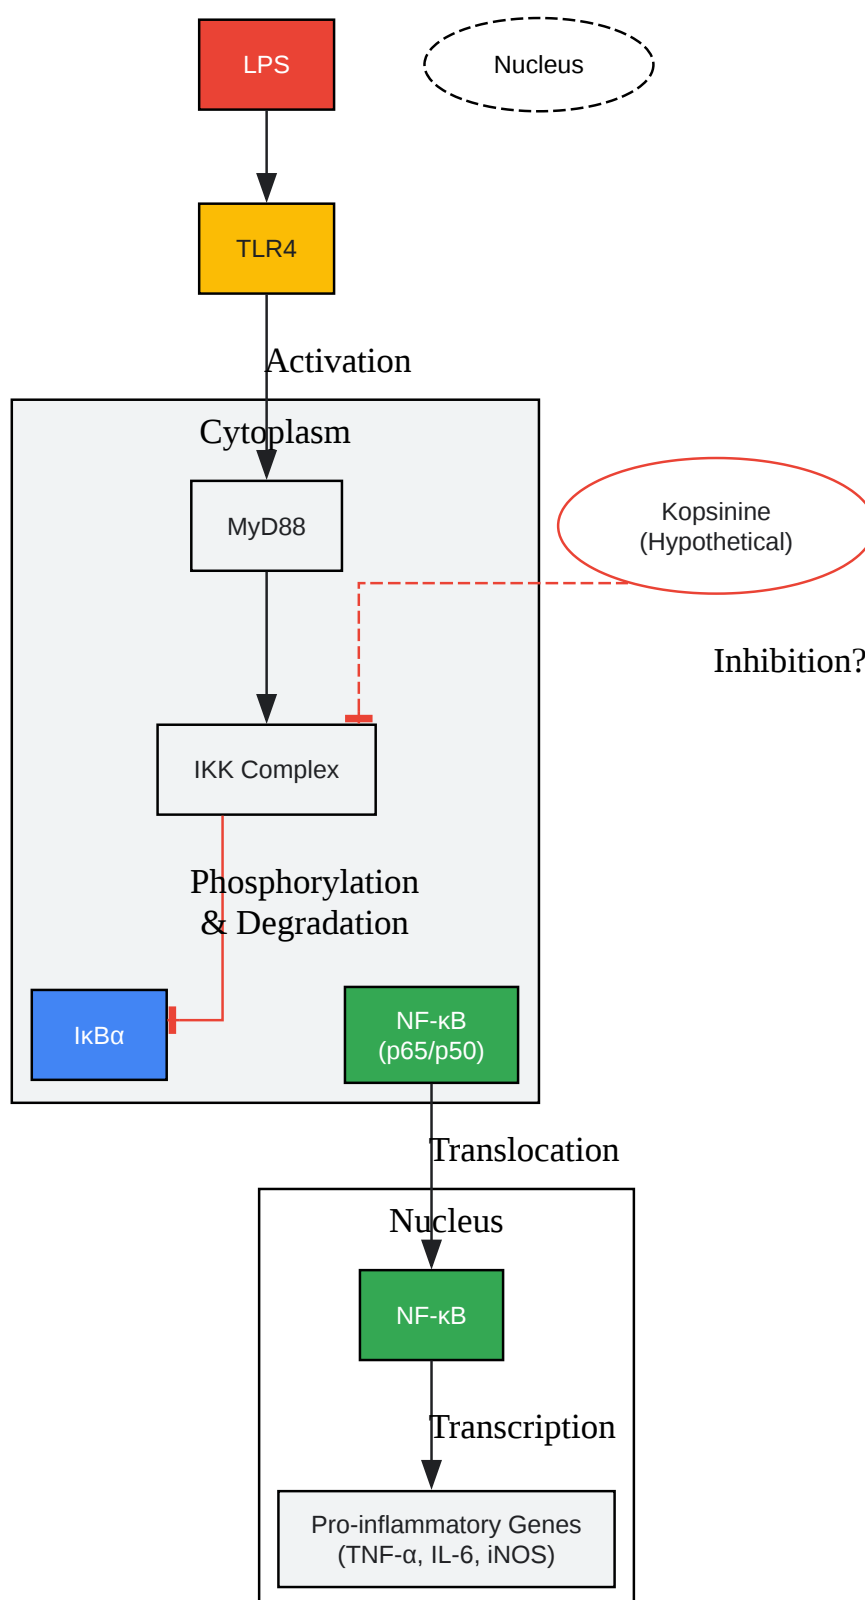 LPS
Nucleus
TLR4
Activation
Cytoplasm
MyD88
Kopsinine
(Hypothetical)
Inhibition?
IKK Complex
Phosphorylation
& Degradation
IκBα
NF-κB
(p65/p50)
Translocation
Nucleus
NF-κB
Transcription
Pro-inflammatory Genes
(TNF-α, IL-6, iNOS)